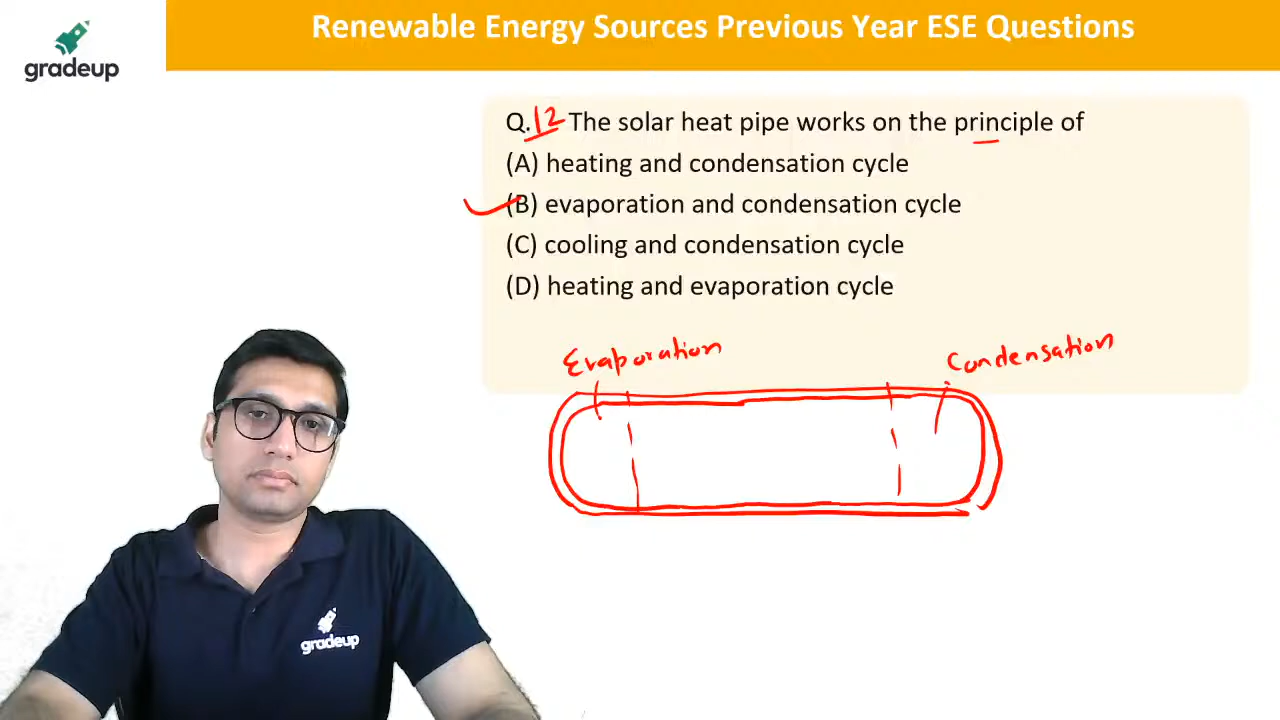 Renewable Energy Sources Previous Year ESE Questions
gradeup
Q.12 The solar heat pipe works on the principle of
(A) heating and condensation cycle
(B) evaporation and condensation cycle
(C) cooling and condensation cycle
(D) heating and evaporation cycle
Evaporation
Condensation
gradeup